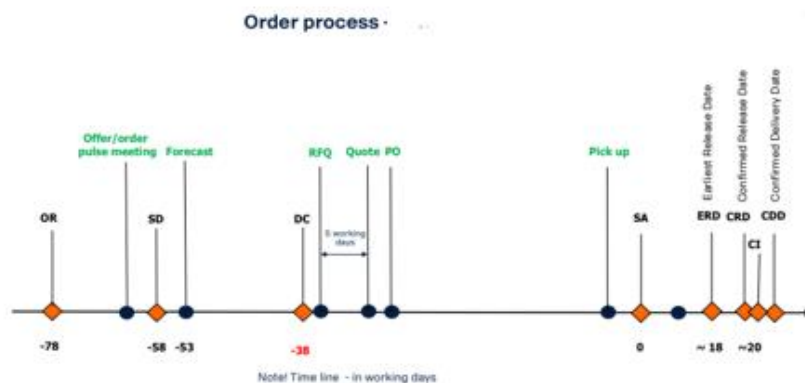 Order process ·
Offer/order
pulse meeting
Forecast
RFQ
Quote
PO
Pick up
Earliest Release Date
Confirmed Release Date
Confirmed Delivery Date
OR
SD
DC
5 working
days
SA
ERD
CRD
CDD
CI
-78
-58
-53
-38
0
~ 18
~20
Note! Time line - in working days